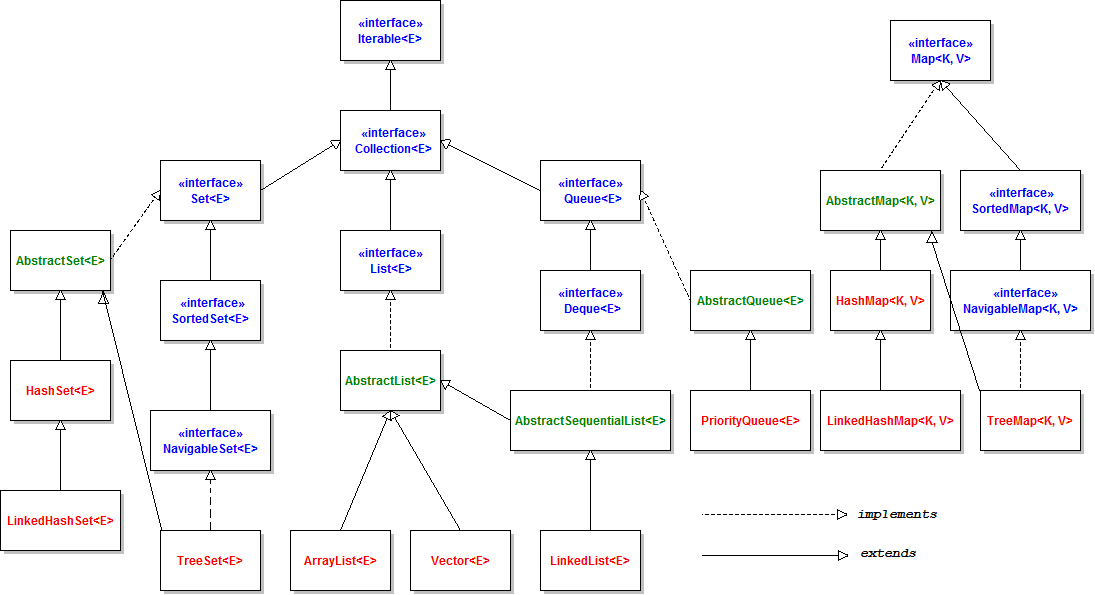 «interface»
Iterable<E>
«interface»
Map<K, V>
«interface»
Collection<E>
«interface»
Set<E>
«interface»
Queue<E>
AbstractMap<K, V>
«interface»
SortedMap<K, V>
AbstractSet<E>
«interface»
List<E>
«interface»
SortedSet<E>
«interface»
Deque<E>
AbstractQueue<E>
HashMap<K, V>
«interface»
NavigableMap<K, V>
HashSet<E>
AbstractList<E>
«interface»
NavigableSet<E>
AbstractSequentialList<E>
PriorityQueue<E>
LinkedHashMap<K, V>
TreeMap<K, V>
LinkedHashSet<E>
TreeSet<E>
ArrayList<E>
Vector<E>
LinkedList<E>
implements
extends